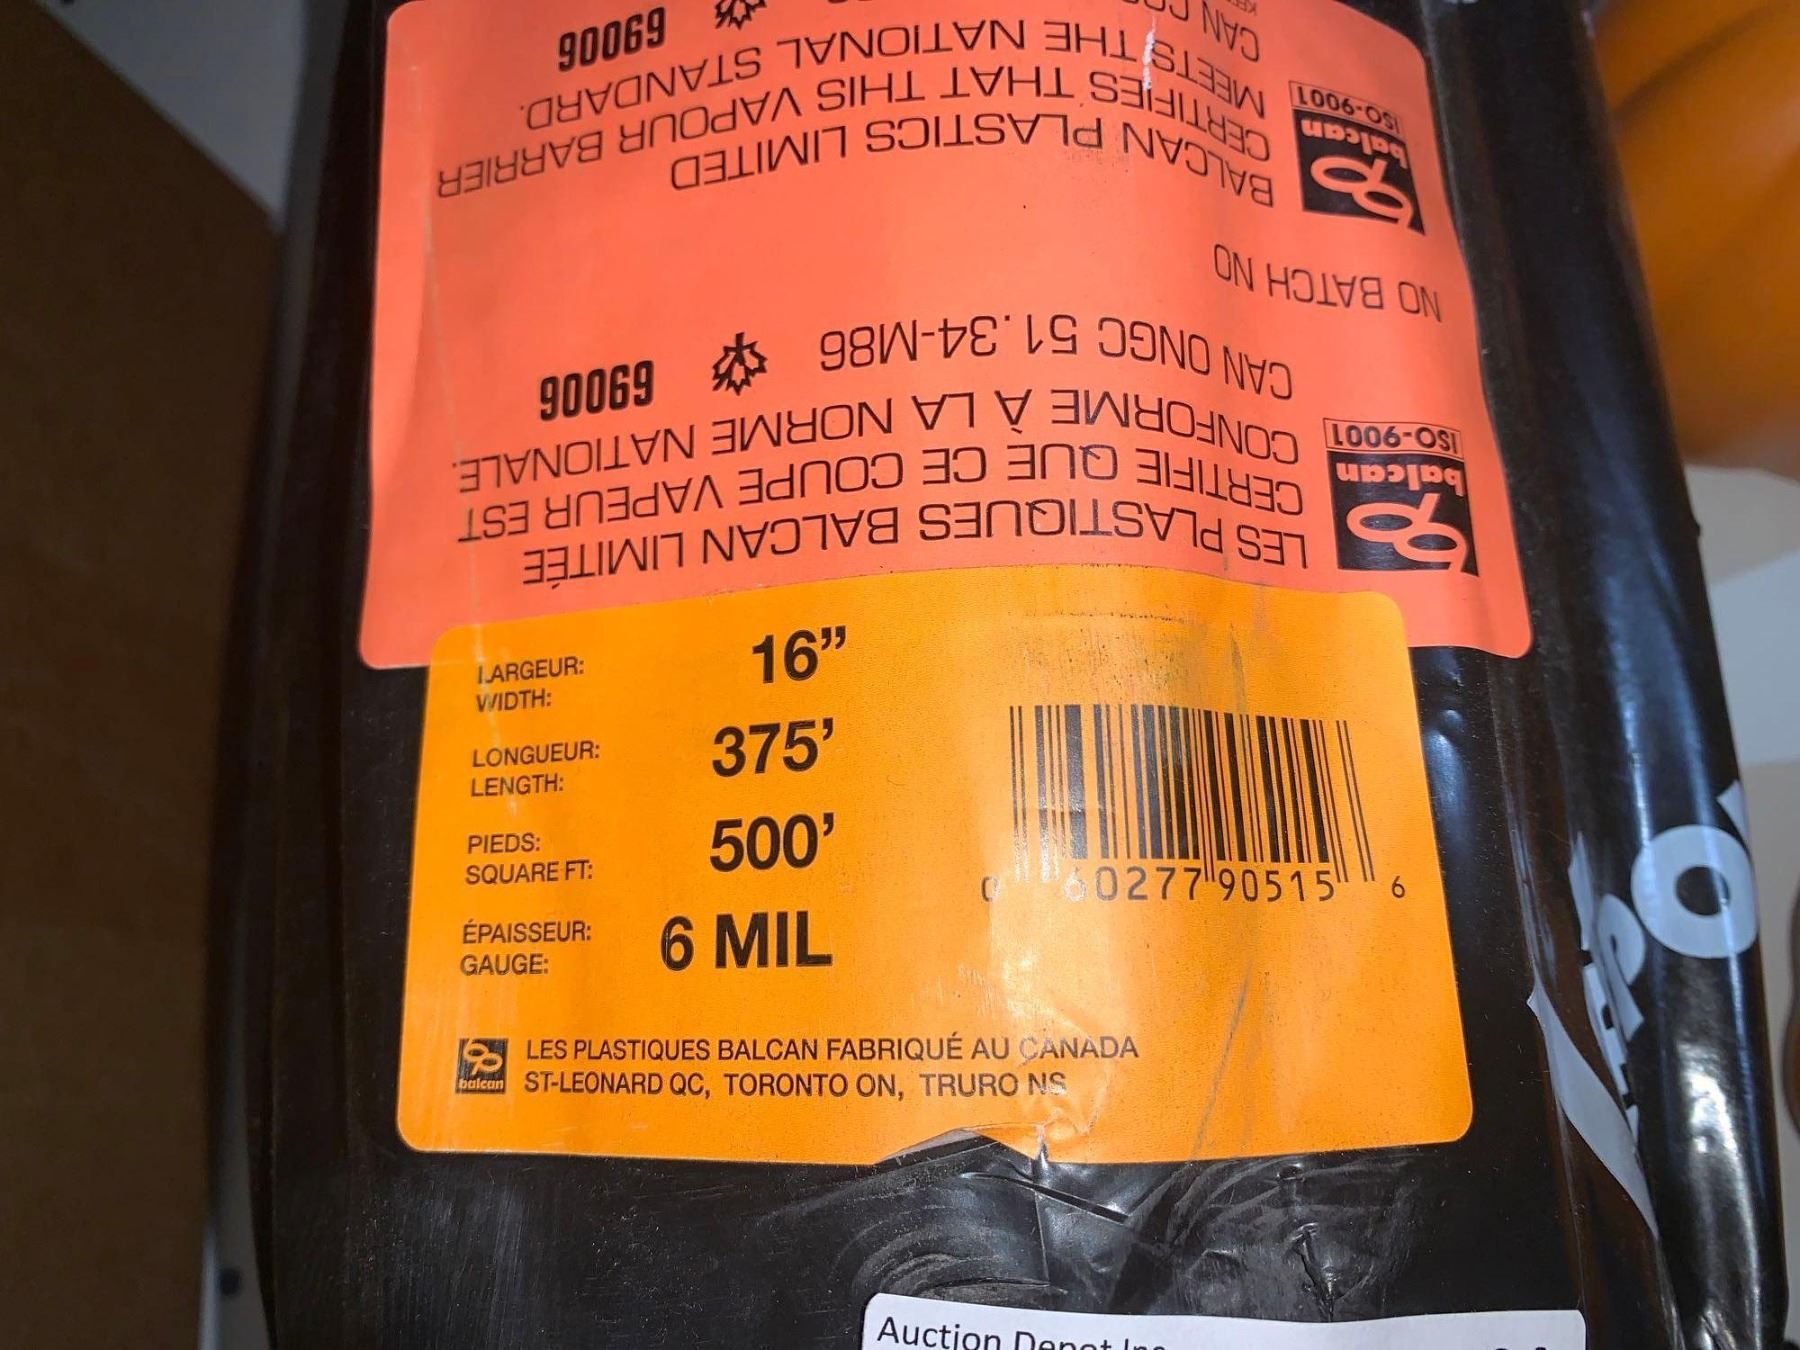 LARGEUR: 16”
WIDTH:
LONGUEUR: 375’
LENGTH:
PIEDS: 500’
SQUARE FT:
ÉPAISSEUR: 6 MIL
GAUGE:
0 60277 90515 6
balcan
LES PLASTIQUES BALCAN FABRIQUÉ AU CANADA
ST-LEONARD QC, TORONTO ON, TRURO NS
balcan
ISO-9001
LES PLASTIQUES BALCAN LIMITÉE
CERTIFIE QUE CE COUPE VAPEUR EST
CONFORME À LA NORME NATIONALE.
CAN ONGC 51.34-M86
69006
NO BATCH NO
balcan
ISO-9001
BALCAN PLASTICS LIMITED
CERTIFIES THAT THIS VAPOUR BARRIER
MEETS THE NATIONAL STANDARD.
CAN
69006
Auction Depot